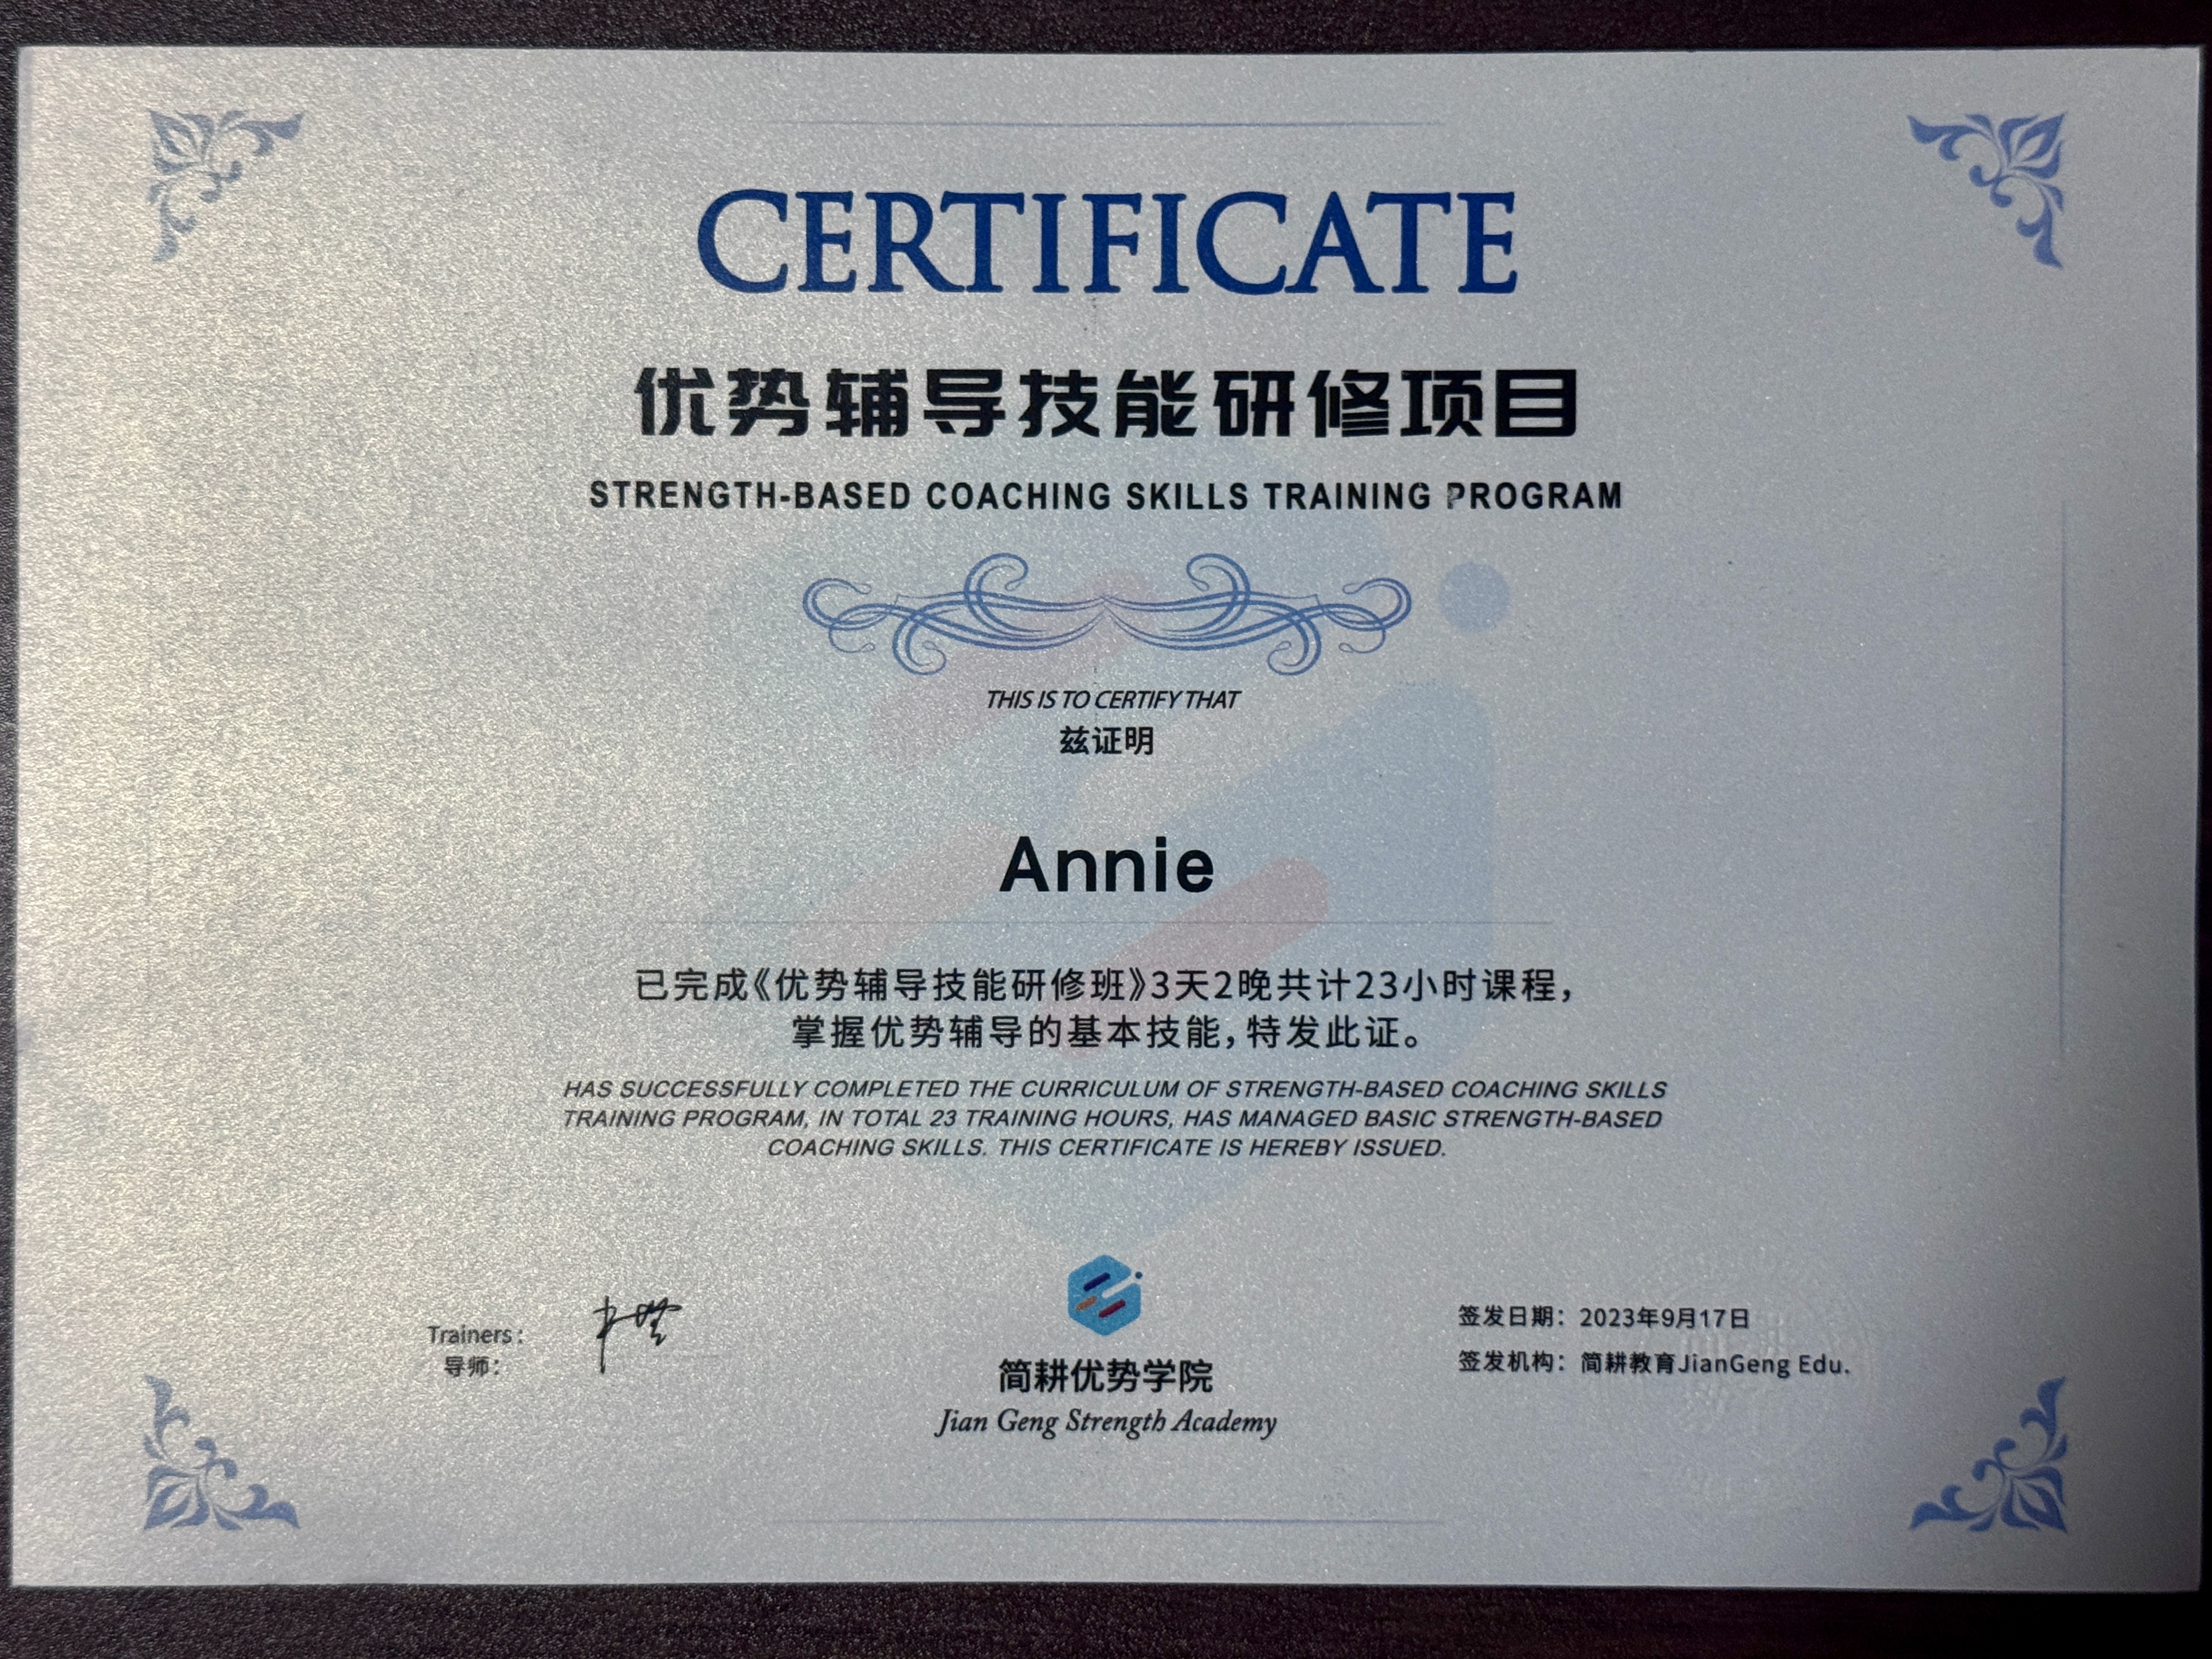 CERTIFICATE
优势辅导技能研修项目
STRENGTH-BASED COACHING SKILLS TRAINING PROGRAM
THIS IS TO CERTIFY THAT
兹证明
Annie
已完成《优势辅导技能研修班》3天2晚共计23小时课程，
掌握优势辅导的基本技能，特发此证。
HAS SUCCESSFULLY COMPLETED THE CURRICULUM OF STRENGTH-BASED COACHING SKILLS
TRAINING PROGRAM, IN TOTAL 23 TRAINING HOURS, HAS MANAGED BASIC STRENGTH-BASED
COACHING SKILLS. THIS CERTIFICATE IS HEREBY ISSUED.
Trainers：
导师：
简耕优势学院
Jian Geng Strength Academy
签发日期：2023年9月17日
签发机构：简耕教育JianGeng Edu.